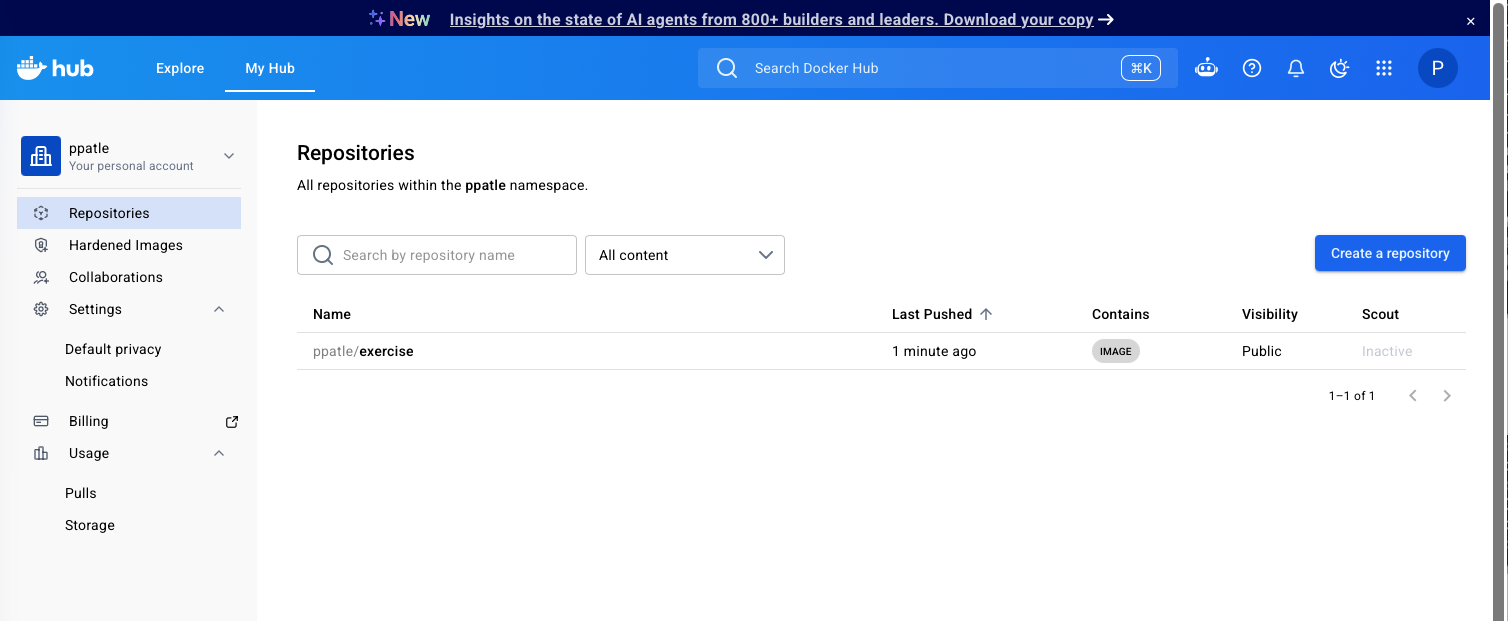 New Insights on the state of AI agents from 800+ builders and leaders. Download your copy → ×
hub Explore My Hub Search Docker Hub ⌘K P
ppatle
Your personal account
Repositories
Hardened Images
Collaborations
Settings
Default privacy
Notifications
Billing
Usage
Pulls
Storage
Repositories
All repositories within the ppatle namespace.
Search by repository name All content Create a repository
Name Last Pushed ↑ Contains Visibility Scout
ppatle/exercise 1 minute ago IMAGE Public Inactive
1–1 of 1